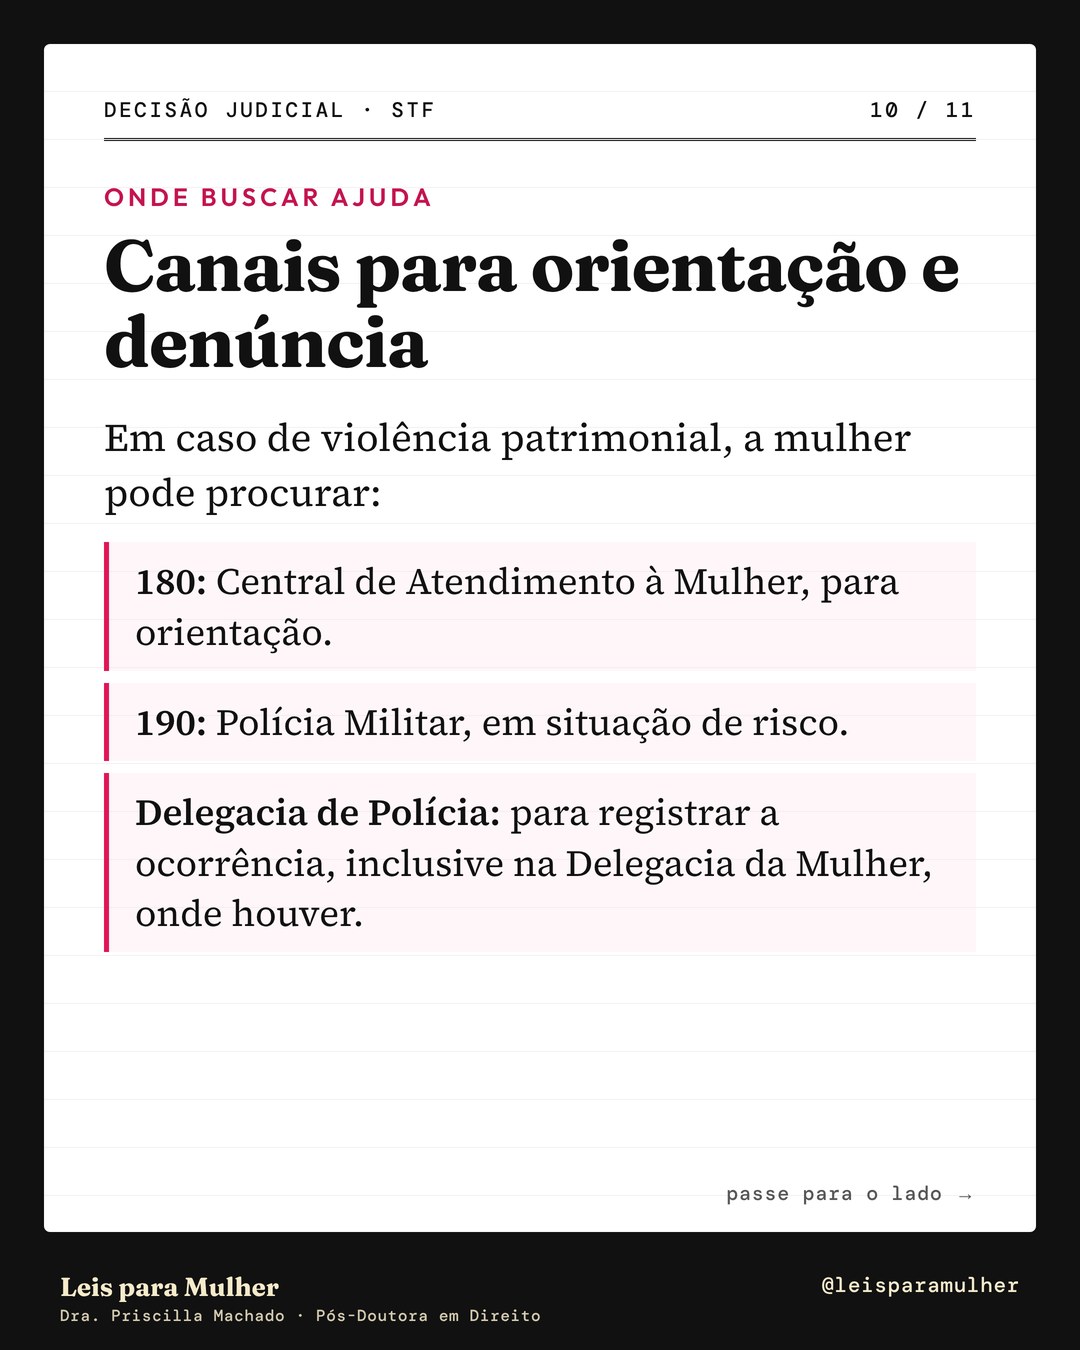 DECISÃO JUDICIAL · STF
10 / 11
ONDE BUSCAR AJUDA
Canais para orientação e
denúncia
Em caso de violência patrimonial, a mulher
pode procurar:
180: Central de Atendimento à Mulher, para
orientação.
190: Polícia Militar, em situação de risco.
Delegacia de Polícia: para registrar a
ocorrência, inclusive na Delegacia da Mulher,
onde houver.
passe para o lado →
Leis para Mulher
@leisparamulher
Dra. Priscilla Machado · Pós-Doutora em Direito